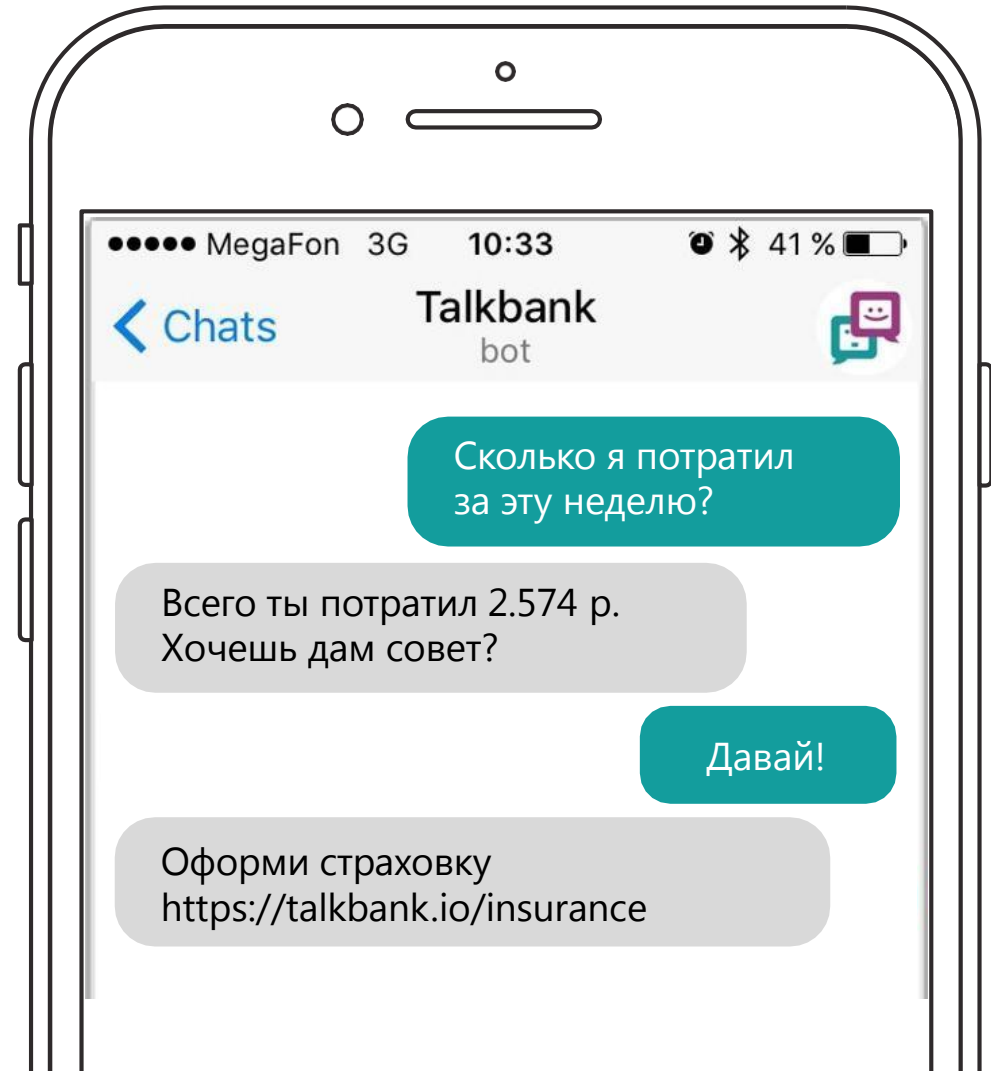 MegaFon 3G 10:33 41 %
Chats
Talkbank
bot
Сколько я потратил
за эту неделю?
Всего ты потратил 2.574 р.
Хочешь дам совет?
Давай!
Оформи страховку
https://talkbank.io/insurance